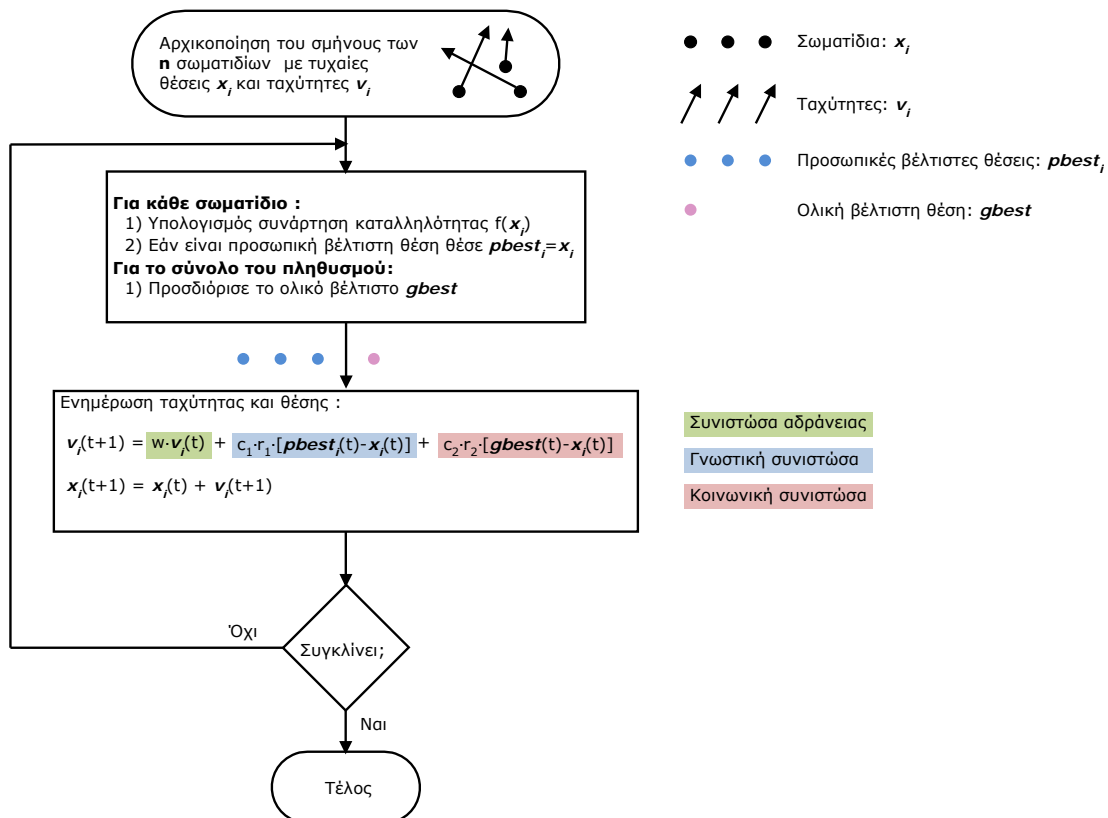 Αρχικοποίηση του σμήνους των
n σωματιδίων με τυχαίες
θέσεις xᵢ και ταχύτητες vᵢ
Σωματίδια: xᵢ
Ταχύτητες: vᵢ
Προσωπικές βέλτιστες θέσεις: pbestᵢ
Ολική βέλτιστη θέση: gbest
Για κάθε σωματίδιο :
1) Υπολογισμός συνάρτηση καταλληλότητας f(xᵢ)
2) Εάν είναι προσωπική βέλτιστη θέση θέσε pbestᵢ=xᵢ
Για το σύνολο του πληθυσμού:
1) Προσδιόρισε το ολικό βέλτιστο gbest
Ενημέρωση ταχύτητας και θέσης :
vᵢ(t+1) = w·vᵢ(t) + c₁·r₁·[pbestᵢ(t)-xᵢ(t)] + c₂·r₂·[gbest(t)-xᵢ(t)]
xᵢ(t+1) = xᵢ(t) + vᵢ(t+1)
Συνιστώσα αδράνειας
Γνωστική συνιστώσα
Κοινωνική συνιστώσα
Όχι
Συγκλίνει;
Ναι
Τέλος